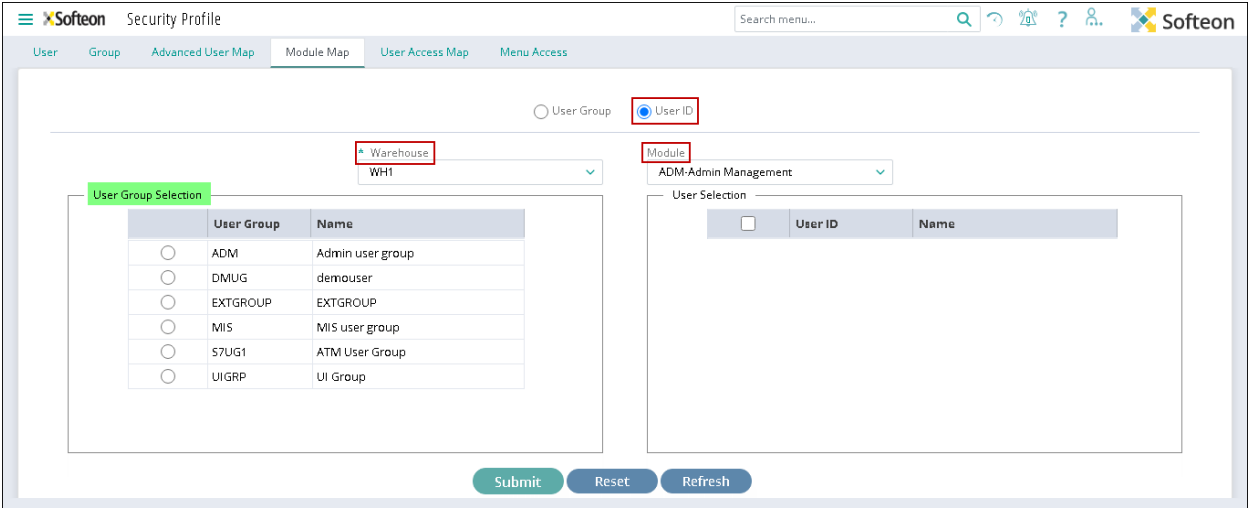 Softeon Security Profile Search menu... ? Softeon
User Group Advanced User Map Module Map User Access Map Menu Access
User Group User ID
* Warehouse Module
WH1 ADM-Admin Management
User Group Selection User Selection
User Group Name User ID Name
ADM Admin user group
DMUG demouser
EXTGROUP EXTGROUP
MIS MIS user group
S7UG1 ATM User Group
UIGRP UI Group
Submit Reset Refresh